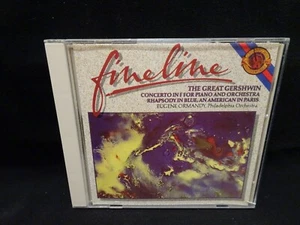 fineline
THE GREAT GERSHWIN
CONCERTO IN F FOR PIANO AND ORCHESTRA
RHAPSODY IN BLUE, AN AMERICAN IN PARIS
EUGENE ORMANDY, Philadelphia Orchestra